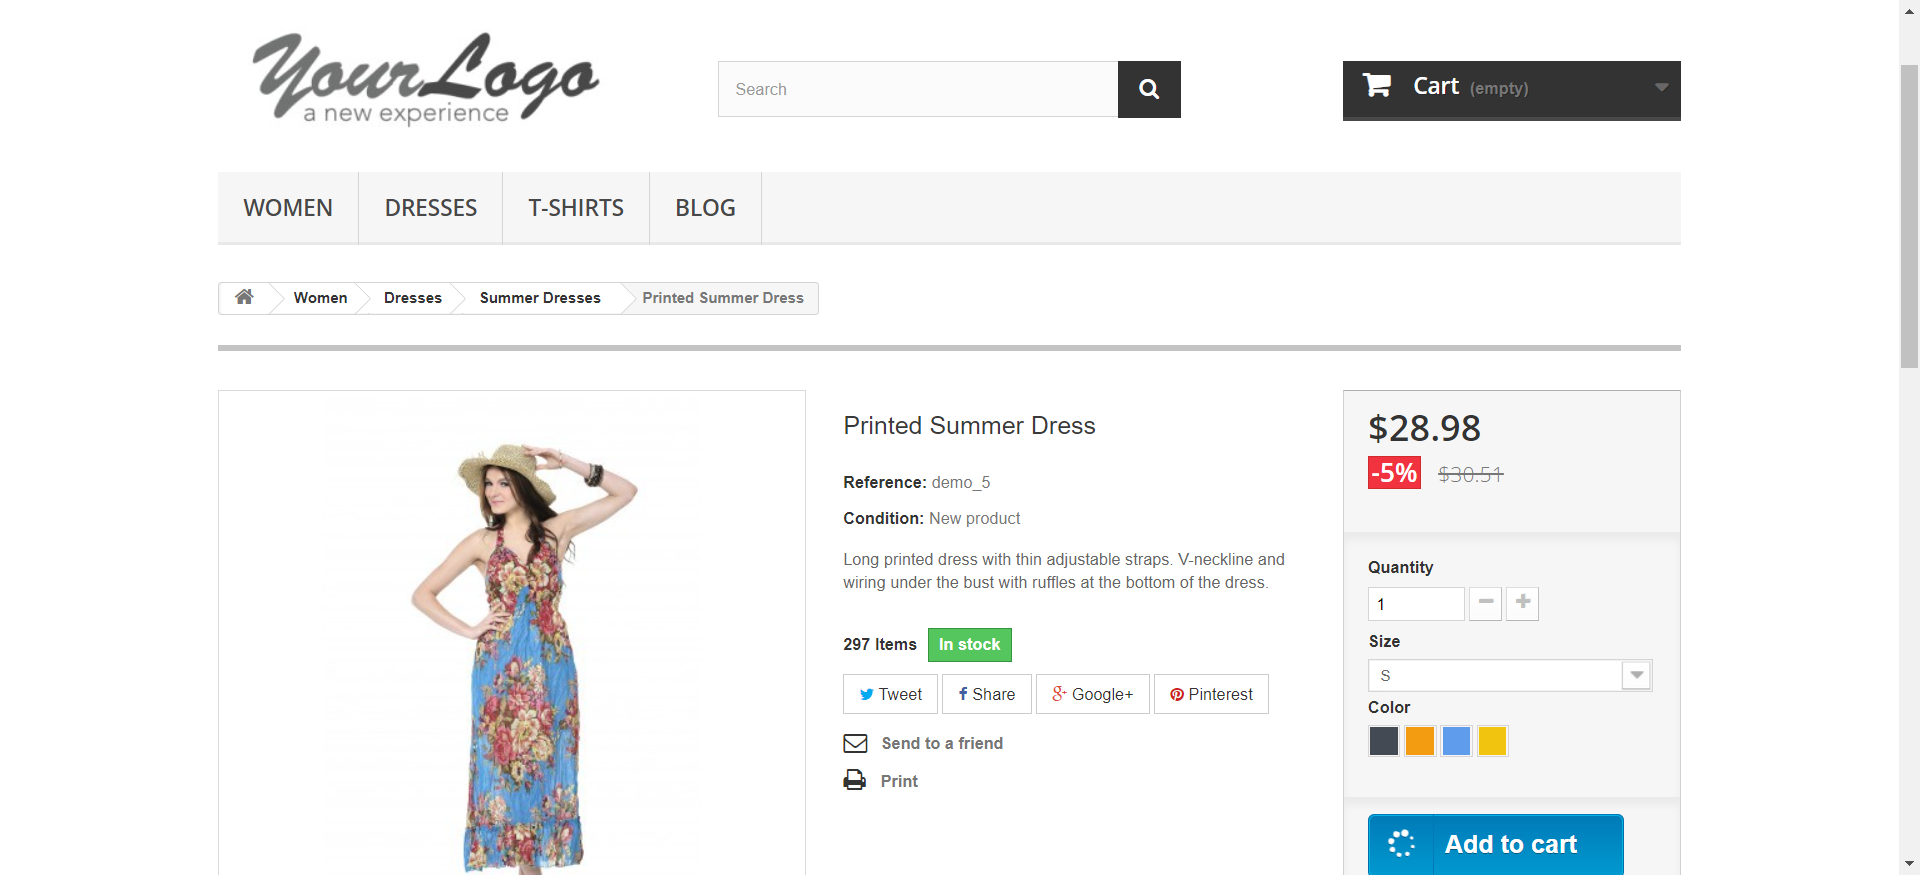 YourLogo
a new experience
Search
Cart (empty)
WOMEN DRESSES T-SHIRTS BLOG
Women Dresses Summer Dresses Printed Summer Dress
Printed Summer Dress
Reference: demo_5
Condition: New product
Long printed dress with thin adjustable straps. V-neckline and
wiring under the bust with ruffles at the bottom of the dress.
297 Items In stock
Tweet Share Google+ Pinterest
Send to a friend
Print
$28.98
-5% $30.51
Quantity
1
Size
S
Color
Add to cart